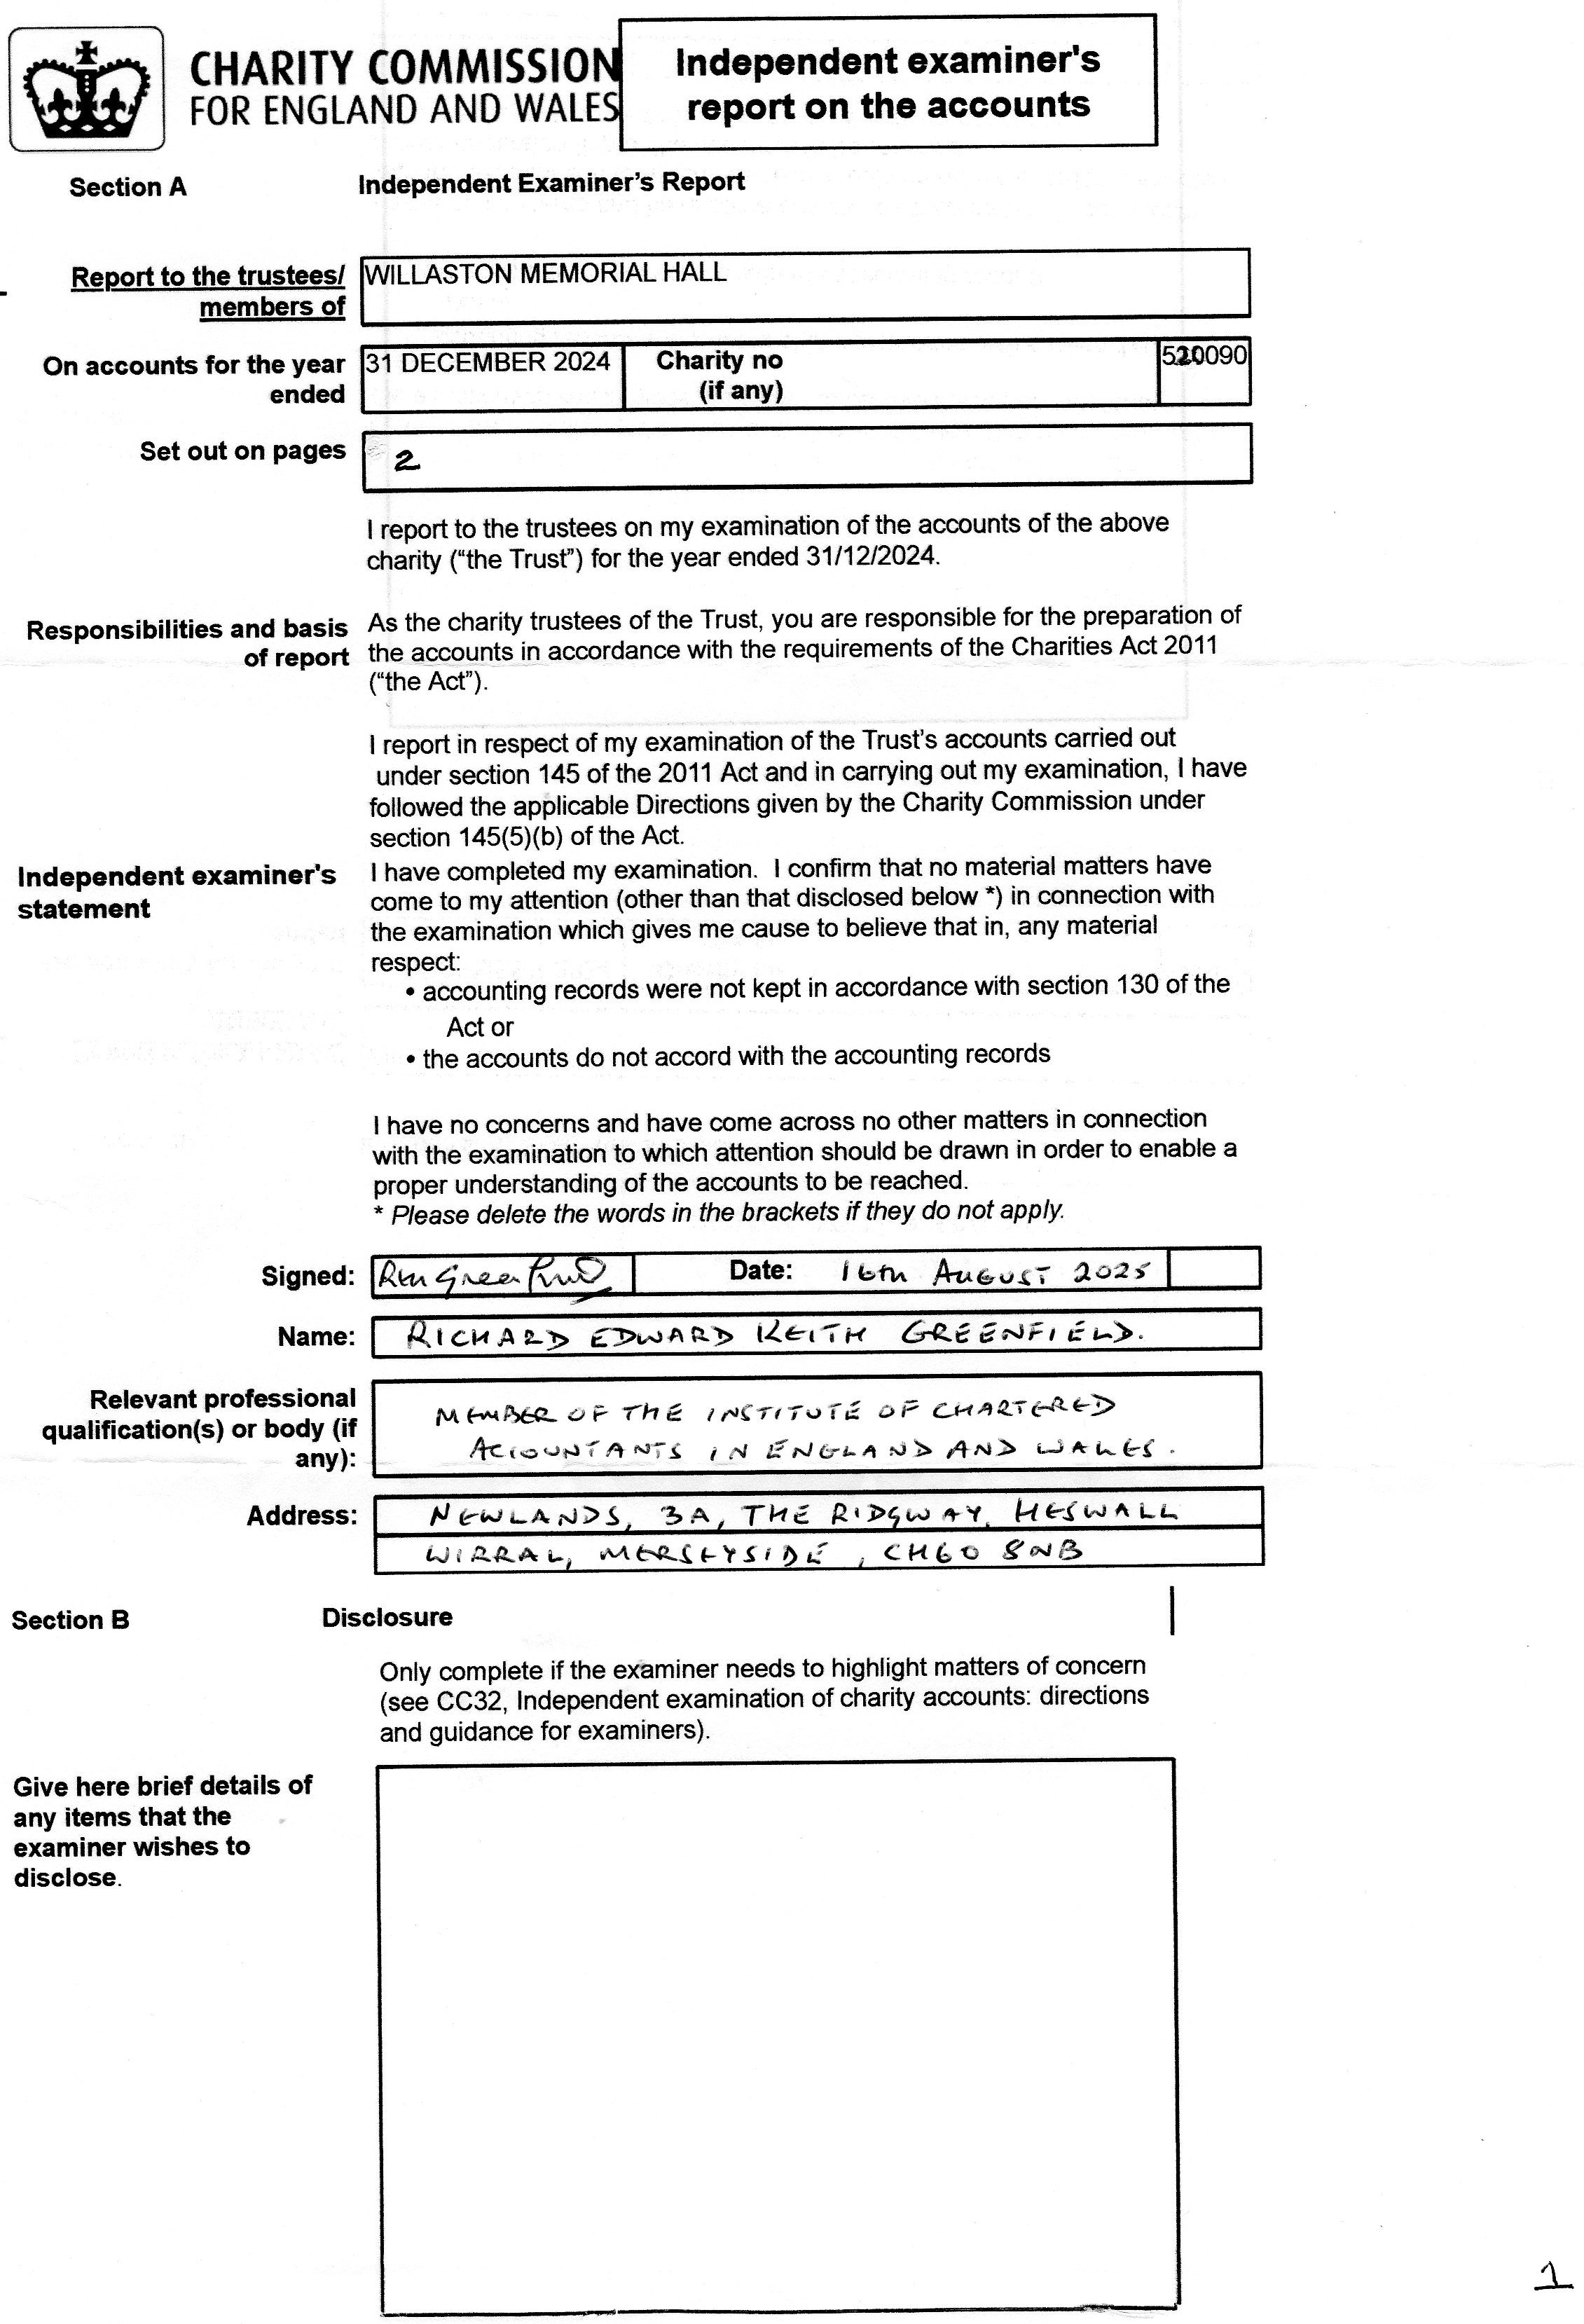 CHARITY COMMISSION
FOR ENGLAND AND WALES
Independent examiner's
report on the accounts
Section A
Independent Examiner's Report
Report to the trustees/
members of
WILLASTON MEMORIAL HALL
On accounts for the year
ended
31 DECEMBER 2024
Charity no
(if any)
Set out on pages
2
I report to the trustees on my examination of the accounts of the above
charity (“the Trust”) for the year ended 31/12/2024.
Responsibilities and basis
of report
As the charity trustees of the Trust, you are responsible for the preparation of
the accounts in accordance with the requirements of the Charities Act 2011
(“the Act”).
I report in respect of my examination of the Trust’s accounts carried out
under section 145 of the 2011 Act and in carrying out my examination, I have
followed the applicable Directions given by the Charity Commission under
section 145(5)(b) of the Act.
Independent examiner's
statement
I have completed my examination. I confirm that no material matters have
come to my attention (other than that disclosed below *) in connection with
the examination which gives me cause to believe that in, any material
respect:
• accounting records were not kept in accordance with section 130 of the
Act or
• the accounts do not accord with the accounting records
I have no concerns and have come across no other matters in connection
with the examination to which attention should be drawn in order to enable a
proper understanding of the accounts to be reached.
* Please delete the words in the brackets if they do not apply.
Signed:
Date:
16th AUGUST 2025
Name:
RICHARD EDWARD KEITH GREENFIELD.
Relevant professional
qualification(s) or body (if
any):
MEMBER OF THE INSTITUTE OF CHARTERED
ACCOUNTANTS IN ENGLAND AND WALES.
Address:
NEWLANDS, 3A, THE RIDGWAY, HESWALL
WIRRAL, MERSEYSIDE, CH60 8NB
Section B
Disclosure
Only complete if the examiner needs to highlight matters of concern
(see CC32, Independent examination of charity accounts: directions
and guidance for examiners).
Give here brief details of
any items that the
examiner wishes to
disclose.
1